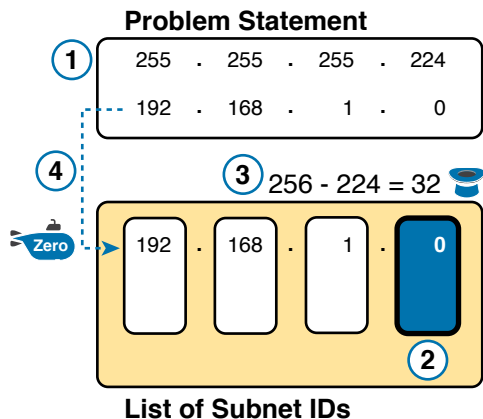 Problem Statement
1
255 . 255 . 255 . 224
192 . 168 . 1 . 0
4
3 256 - 224 = 32
Zero
192 . 168 . 1 . 0
2
List of Subnet IDs